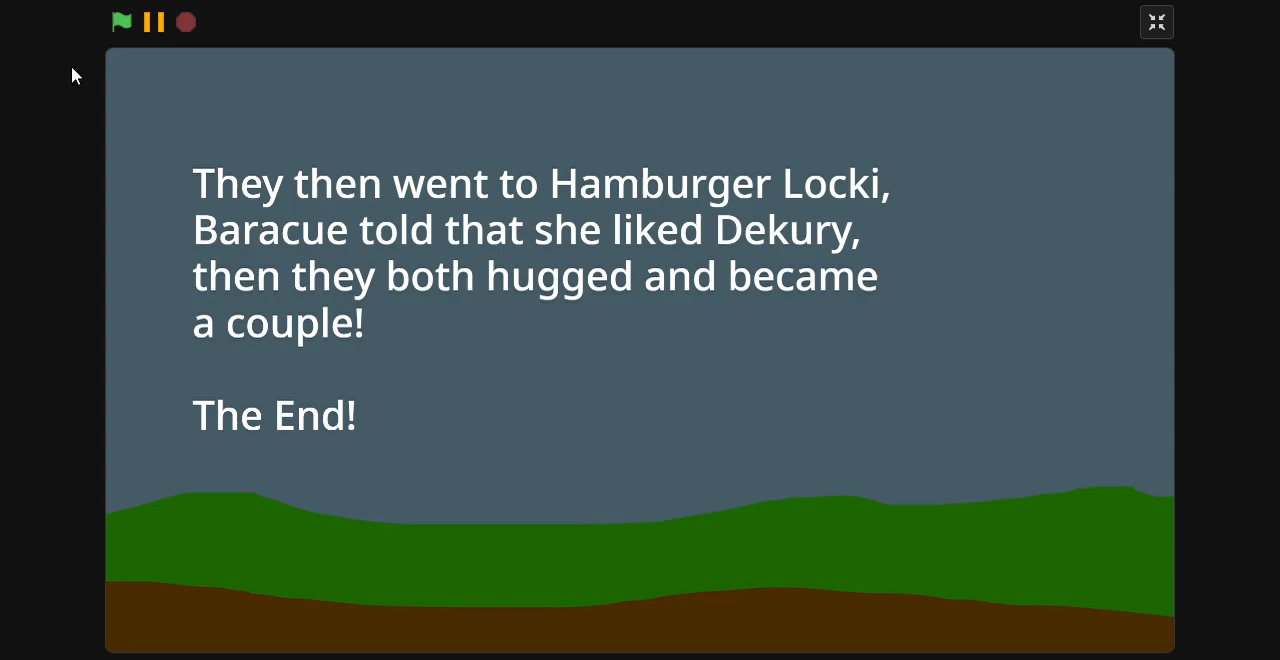 They then went to Hamburger Locki,
Baracue told that she liked Dekury,
then they both hugged and became
a couple!
The End!